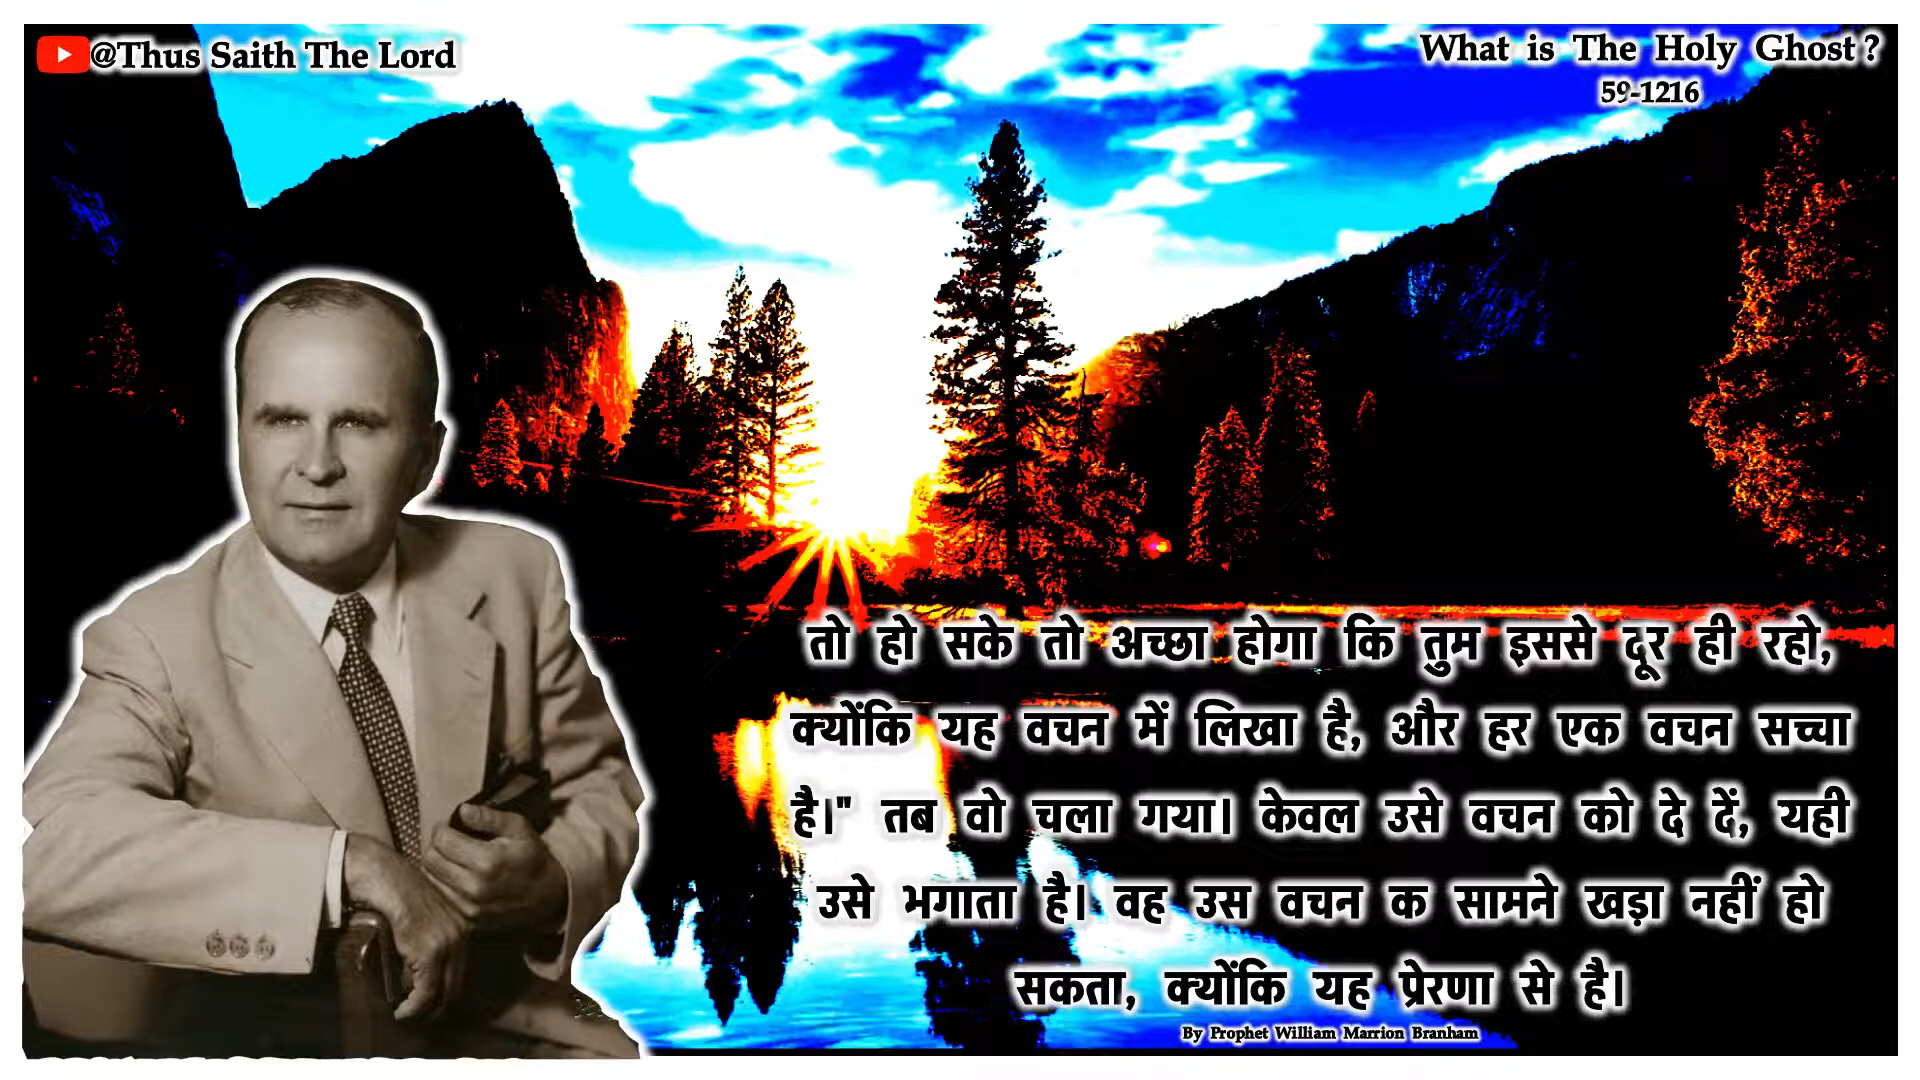 @Thus Saith The Lord
What is The Holy Ghost ?
59-1216
तो हो सके तो अच्छा होगा कि तुम इससे दूर ही रहो,
क्योंकि यह वचन में लिखा है, और हर एक वचन सच्चा
है।" तब वो चला गया। केवल उसे वचन को दे दें, यही
उसे भगाता है। वह उस वचन क सामने खड़ा नहीं हो
सकता, क्योंकि यह प्रेरणा से है।
By Prophet William Marrion Branham